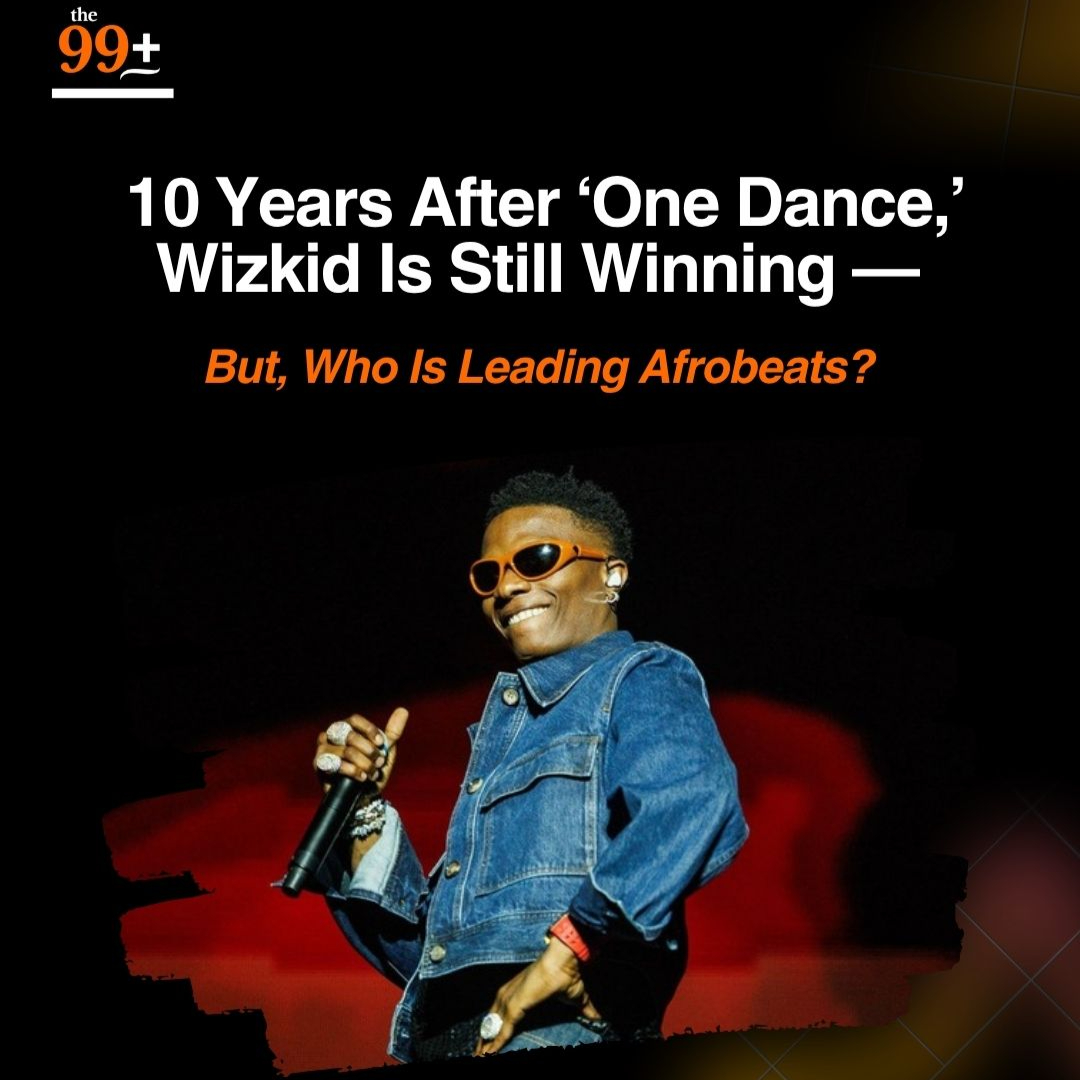 the
99+
10 Years After ‘One Dance,’
Wizkid Is Still Winning —
But, Who Is Leading Afrobeats?